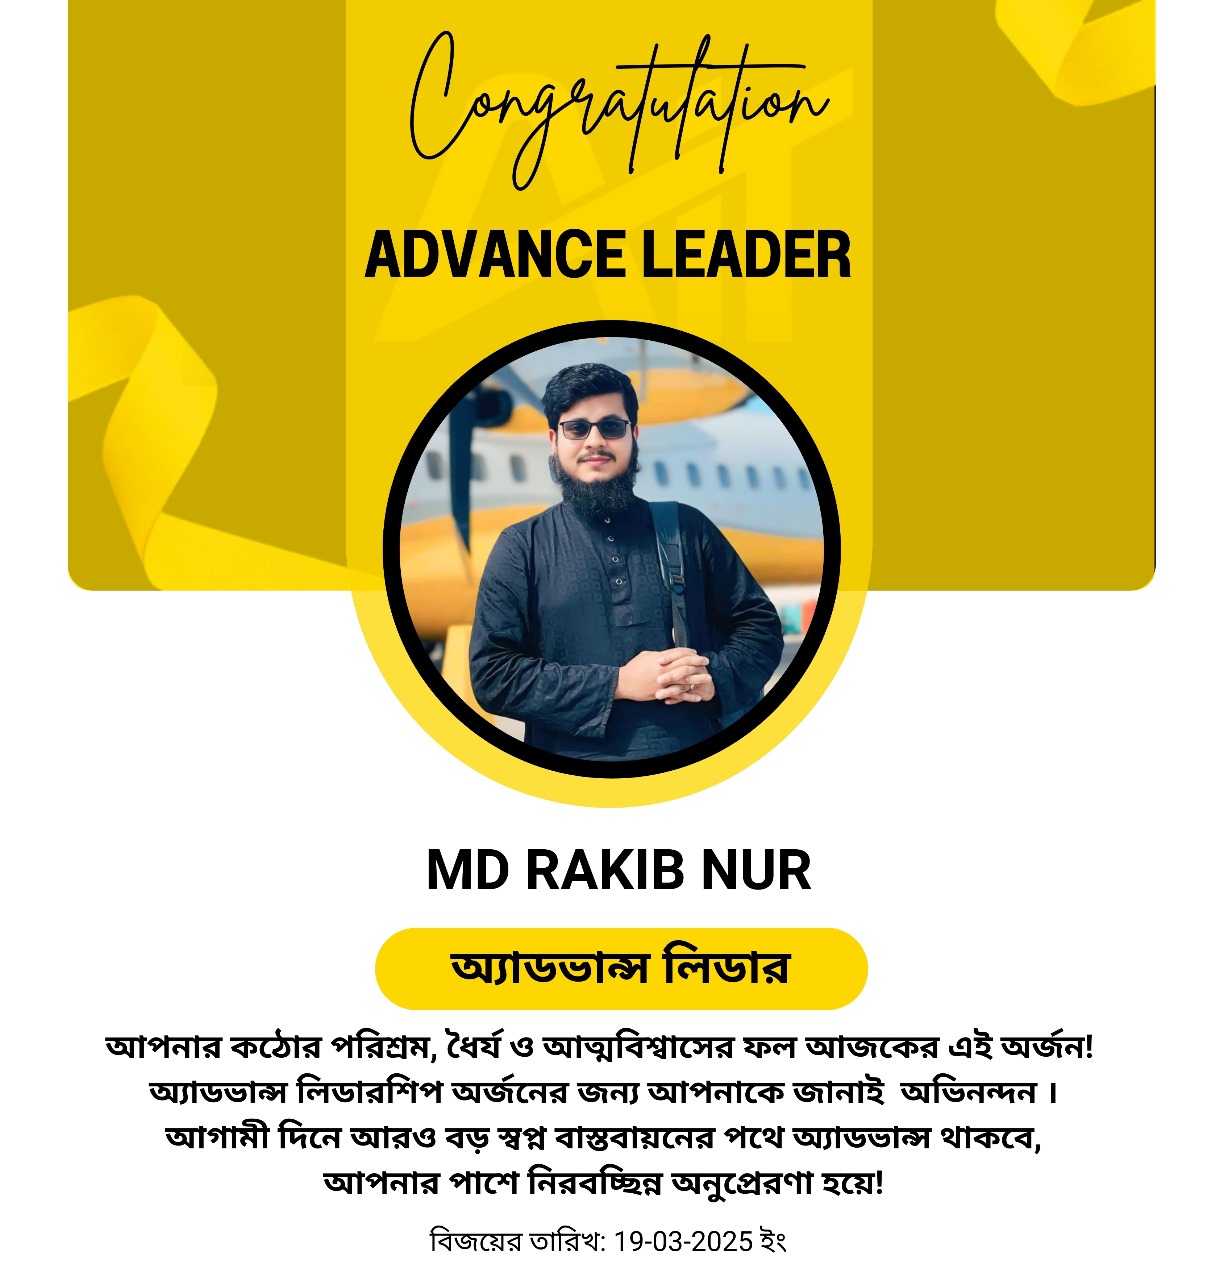 Congratulation
ADVANCE LEADER
MD RAKIB NUR
অ্যাডভান্স লিডার
আপনার কঠোর পরিশ্রম, ধৈর্য ও আত্মবিশ্বাসের ফল আজকের এই অর্জন!
অ্যাডভান্স লিডারশিপ অর্জনের জন্য আপনাকে জানাই অভিনন্দন ।
আগামী দিনে আরও বড় স্বপ্ন বাস্তবায়নের পথে অ্যাডভান্স থাকবে,
আপনার পাশে নিরবচ্ছিন্ন অনুপ্রেরণা হয়ে!
বিজয়ের তারিখ: 19-03-2025 ইং